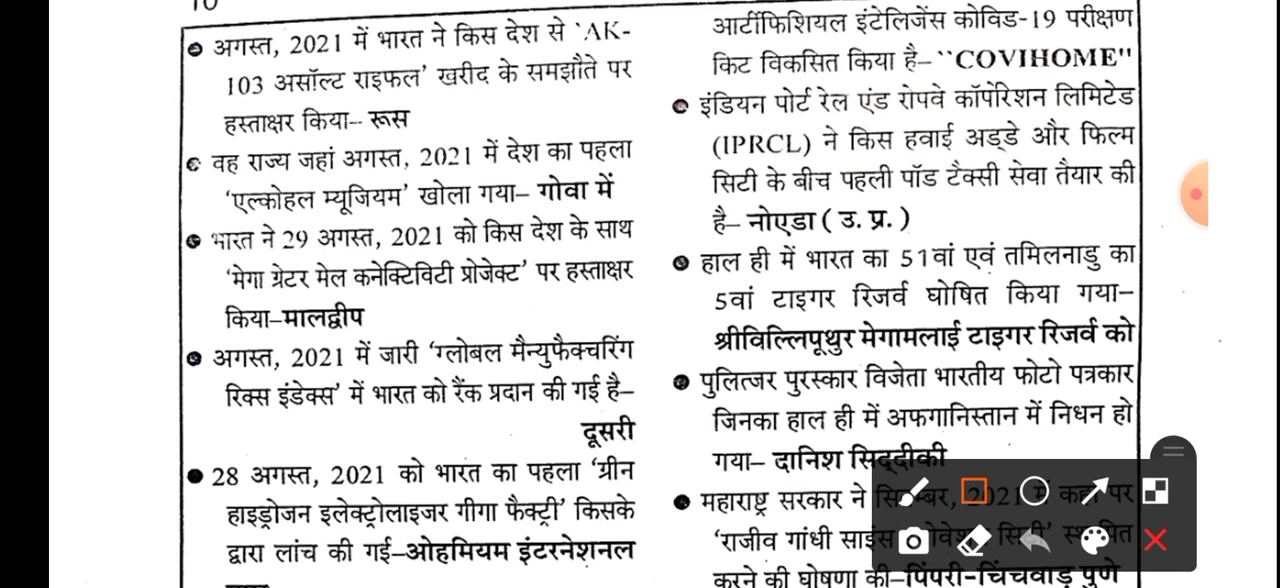 10
अगस्त, 2021 में भारत ने किस देश से 'AK-
103 असॉल्ट राइफल' खरीद के समझौते पर
हस्ताक्षर किया– रूस
वह राज्य जहां अगस्त, 2021 में देश का पहला
'एल्कोहल म्यूजियम' खोला गया– गोवा में
भारत ने 29 अगस्त, 2021 को किस देश के साथ
'मेगा ग्रेटर मेल कनेक्टिविटी प्रोजेक्ट' पर हस्ताक्षर
किया–मालद्वीप
अगस्त, 2021 में जारी 'ग्लोबल मैन्युफैक्चरिंग
रिक्स इंडेक्स' में भारत को रैंक प्रदान की गई है–
दूसरी
● 28 अगस्त, 2021 को भारत का पहला 'ग्रीन
हाइड्रोजन इलेक्ट्रोलाइजर गीगा फैक्ट्री' किसके
द्वारा लांच की गई–ओहमियम इंटरनेशनल
आर्टीफिशियल इंटेलिजेंस कोविड-19 परीक्षण
किट विकसित किया है– ``COVIHOME"
इंडियन पोर्ट रेल एंड रोपवे कॉर्पोरेशन लिमिटेड
(IPRCL) ने किस हवाई अड्डे और फिल्म
सिटी के बीच पहली पॉड टैक्सी सेवा तैयार की
है– नोएडा ( उ. प्र. )
हाल ही में भारत का 51वां एवं तमिलनाडु का
5वां टाइगर रिजर्व घोषित किया गया–
श्रीविल्लिपूथुर मेगामलाई टाइगर रिजर्व को
पुलित्जर पुरस्कार विजेता भारतीय फोटो पत्रकार
जिनका हाल ही में अफगानिस्तान में निधन हो
गया– दानिश सिद्दीकी
● महाराष्ट्र सरकार ने सितम्बर, 2021 में कहां पर
'राजीव गांधी साइंस सिटी' स्थापित
करने की घोषणा की–पिंपरी-चिंचवाड़ पुणे